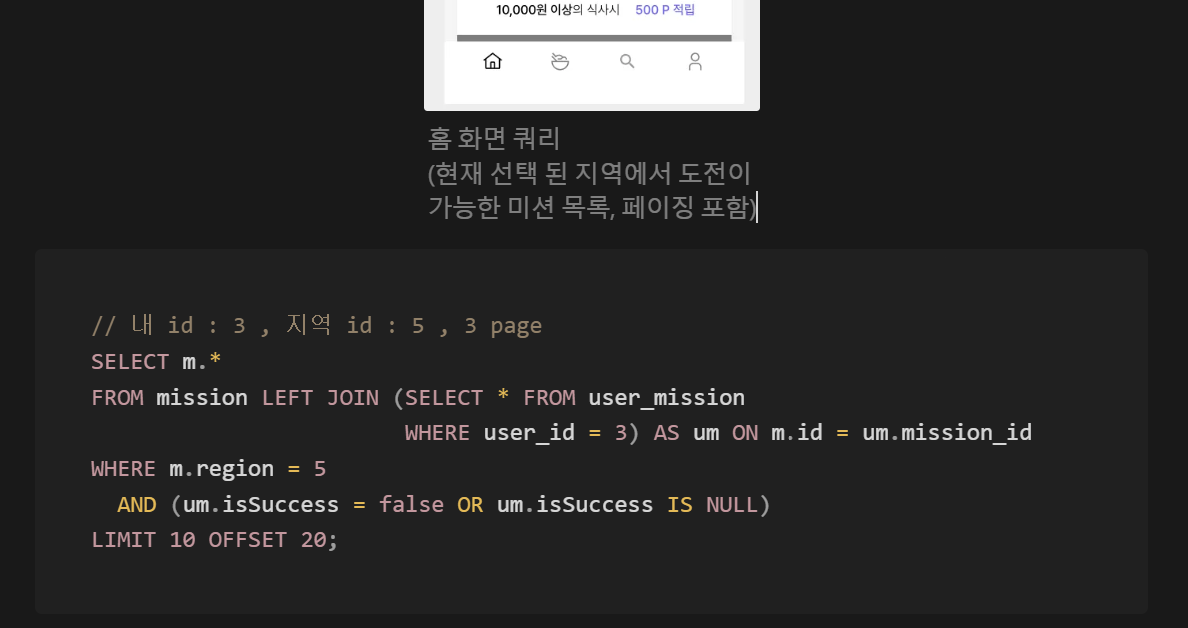 10,000원 이상의 식사시 500 P 적립
홈 화면 쿼리
(현재 선택 된 지역에서 도전이
가능한 미션 목록, 페이징 포함)
// 내 id : 3 , 지역 id : 5 , 3 page
SELECT m.*
FROM mission LEFT JOIN (SELECT * FROM user_mission
WHERE user_id = 3) AS um ON m.id = um.mission_id
WHERE m.region = 5
AND (um.isSuccess = false OR um.isSuccess IS NULL)
LIMIT 10 OFFSET 20;